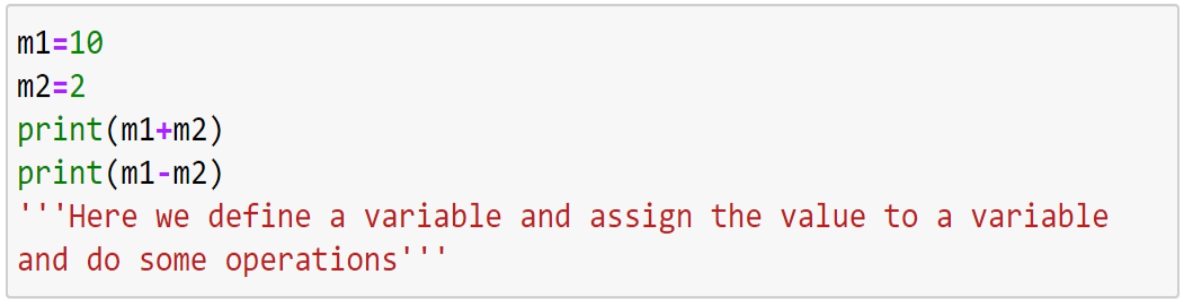 m1=10
m2=2
print(m1+m2)
print(m1-m2)
'''Here we define a variable and assign the value to a variable
and do some operations'''